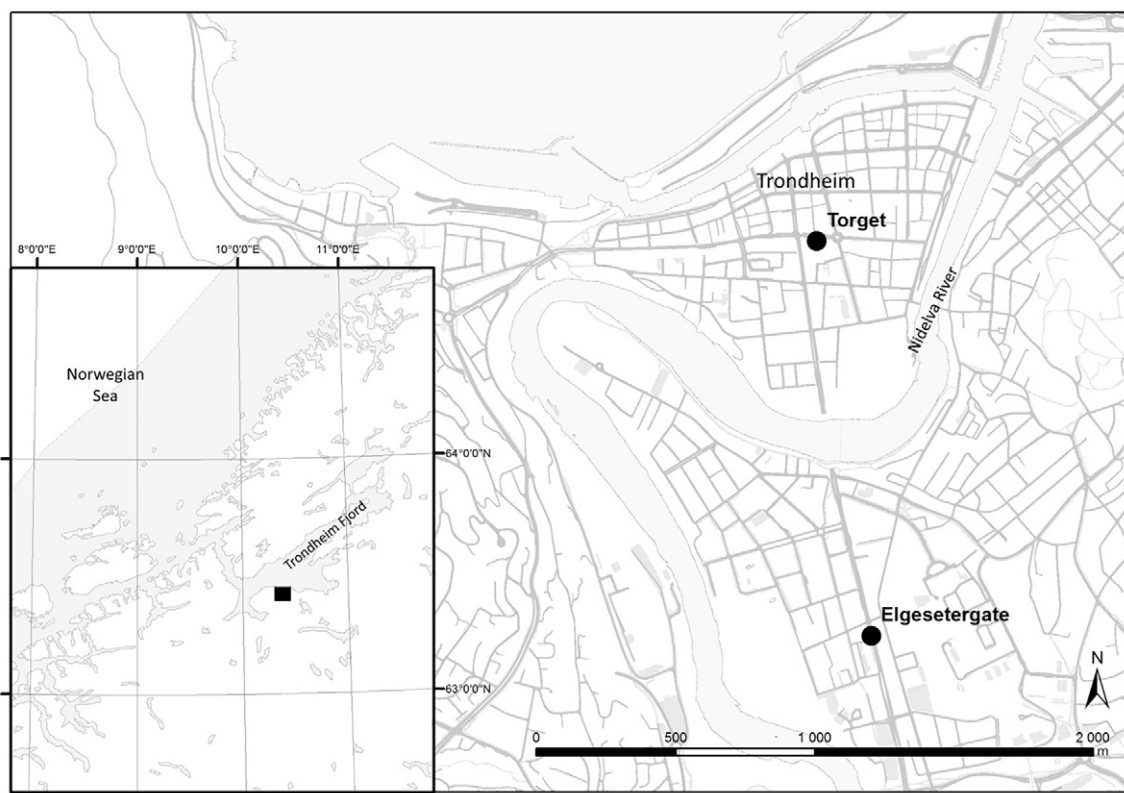 Trondheim
Torget
Nidelva River
8°0'0"E 9°0'0"E 10°0'0"E 11°0'0"E
Norwegian
Sea
64°0'0"N
Trondheim Fjord
Elgesetergate
63°0'0"N
N
0 500 1 000 2 000
m